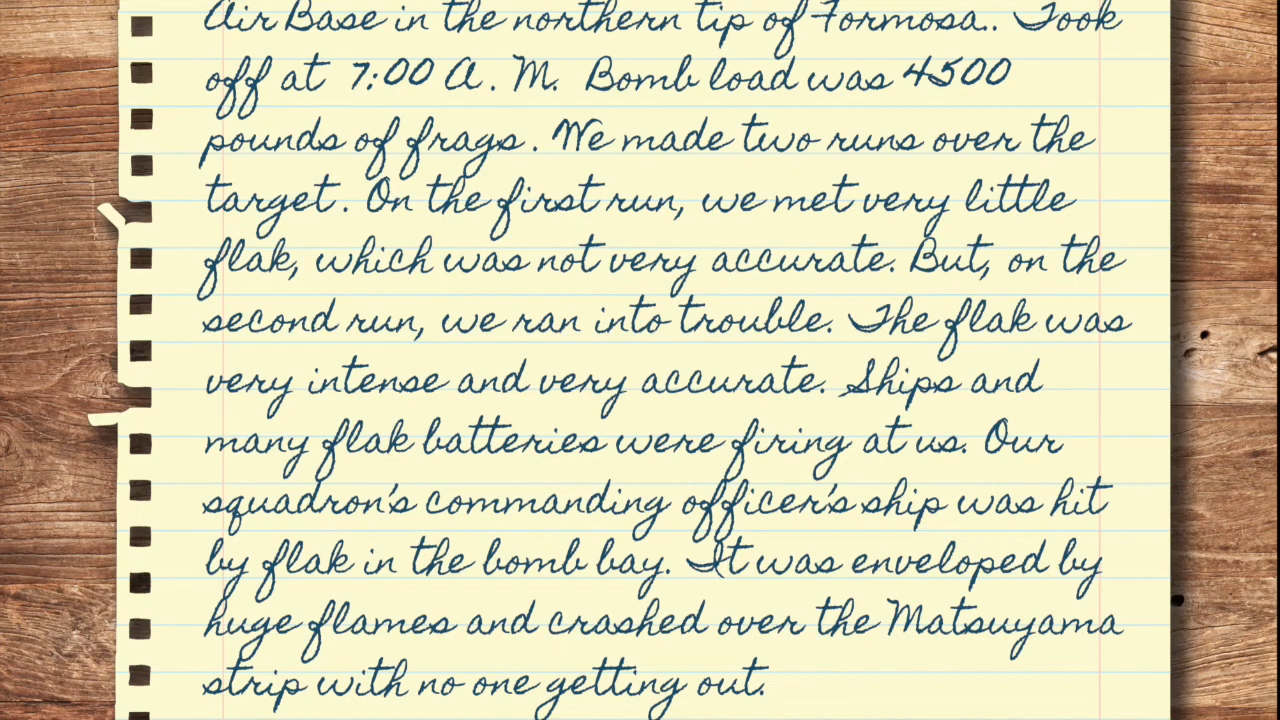 Air Base in the northern tip of Formosa.. Took
off at 7:00 A. M. Bomb load was 4500
pounds of frags. We made two runs over the
target. On the first run, we met very little
flak, which was not very accurate. But, on the
second run, we ran into trouble. The flak was
very intense and very accurate. Ships and
many flak batteries were firing at us. Our
squadron's commanding officer's ship was hit
by flak in the bomb bay. It was enveloped by
huge flames and crashed over the Matsuyama
strip with no one getting out.